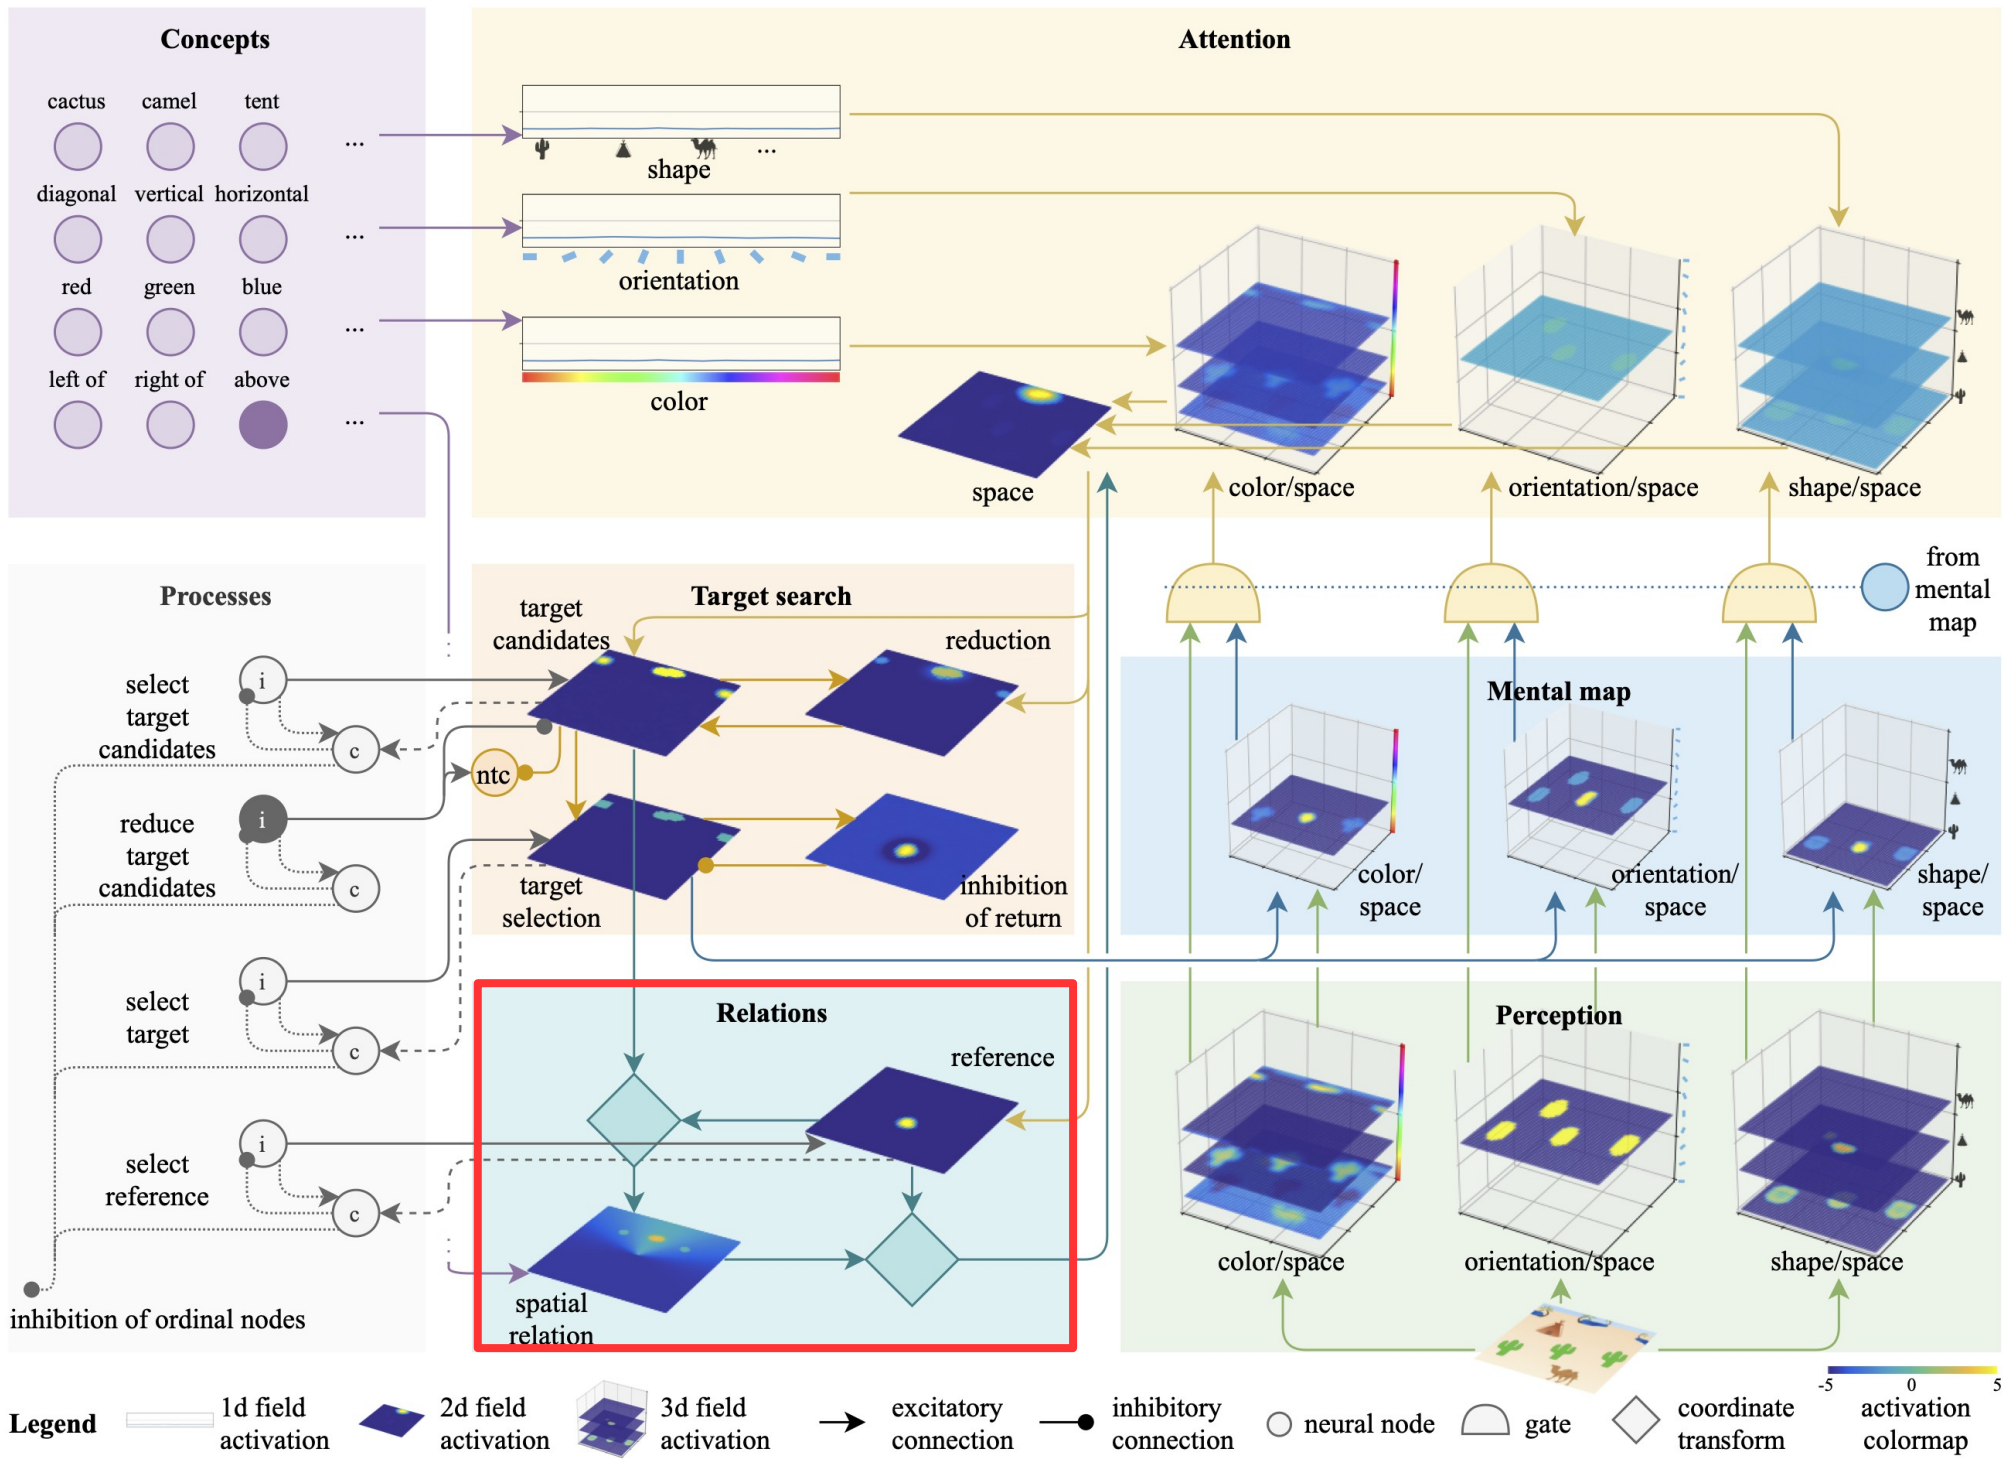 Concepts
cactus camel tent
...
diagonal vertical horizontal
...
red green blue
...
left of right of above
...
Attention
...
shape
orientation
color
space
color/space
orientation/space
shape/space
from
mental
map
Processes
select
target
candidates
i
c
reduce
target
candidates
i
c
select
target
i
c
select
reference
i
c
inhibition of ordinal nodes
Target search
target
candidates
reduction
ntc
target
selection
inhibition
of return
Mental map
color/
space
orientation/
space
shape/
space
Relations
reference
spatial
relation
Perception
color/space
orientation/space
shape/space
Legend
1d field
activation
2d field
activation
3d field
activation
excitatory
connection
inhibitory
connection
neural node
gate
coordinate
transform
-5 0 5
activation
colormap